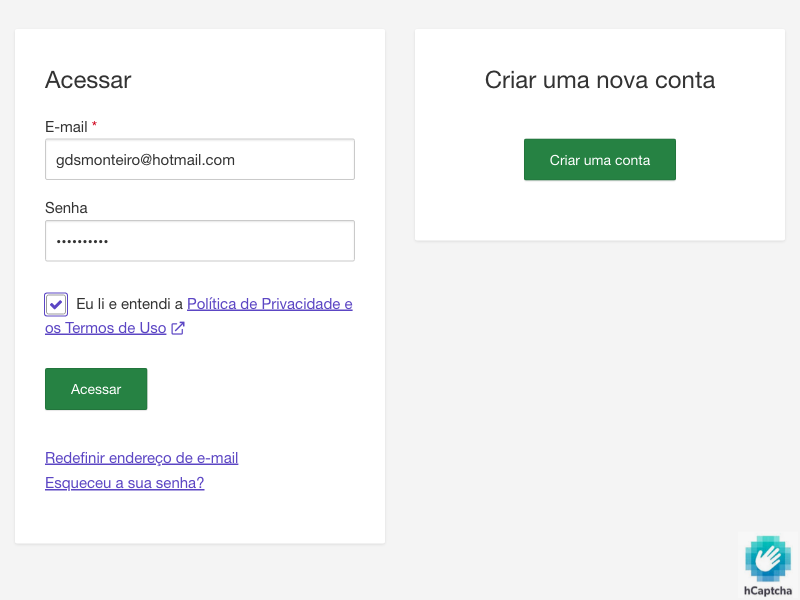 Acessar
E-mail *
gdsmonteiro@hotmail.com
Senha
••••••••••
Eu li e entendi a Política de Privacidade e
os Termos de Uso
Acessar
Redefinir endereço de e-mail
Esqueceu a sua senha?
Criar uma nova conta
Criar uma conta
hCaptcha